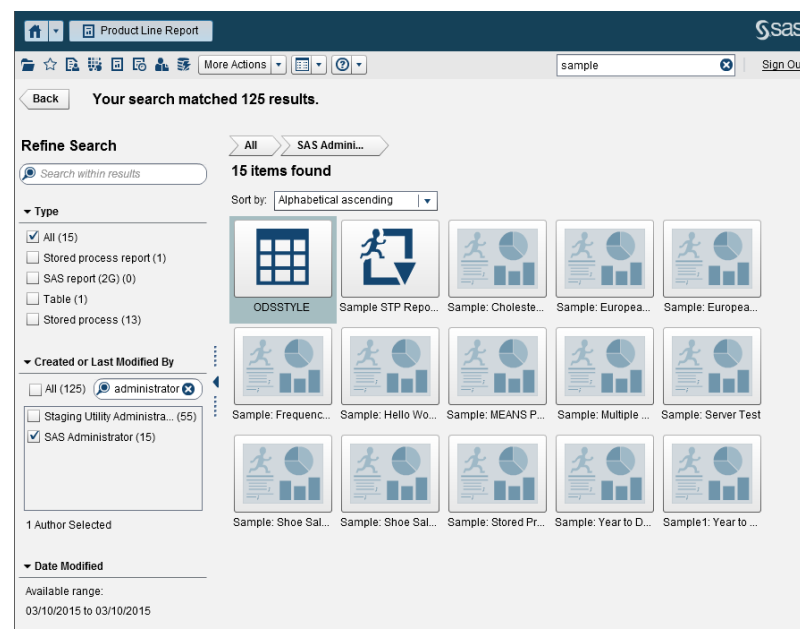 Product Line Report
sas
More Actions
sample
Sign Ou
Back
Your search matched 125 results.
Refine Search
Search within results
Type
All (15)
Stored process report (1)
SAS report (2G) (0)
Table (1)
Stored process (13)
Created or Last Modified By
All (125)
administrator
Staging Utility Administra... (55)
SAS Administrator (15)
1 Author Selected
Date Modified
Available range:
03/10/2015 to 03/10/2015
All
SAS Admini...
15 items found
Sort by:
Alphabetical ascending
ODSSTYLE
Sample STP Repo...
Sample: Choleste...
Sample: Europea...
Sample: Europea...
Sample: Frequenc...
Sample: Hello Wo...
Sample: MEANS P...
Sample: Multiple ...
Sample: Server Test
Sample: Shoe Sal...
Sample: Shoe Sal...
Sample: Stored Pr...
Sample: Year to D...
Sample1: Year to ...